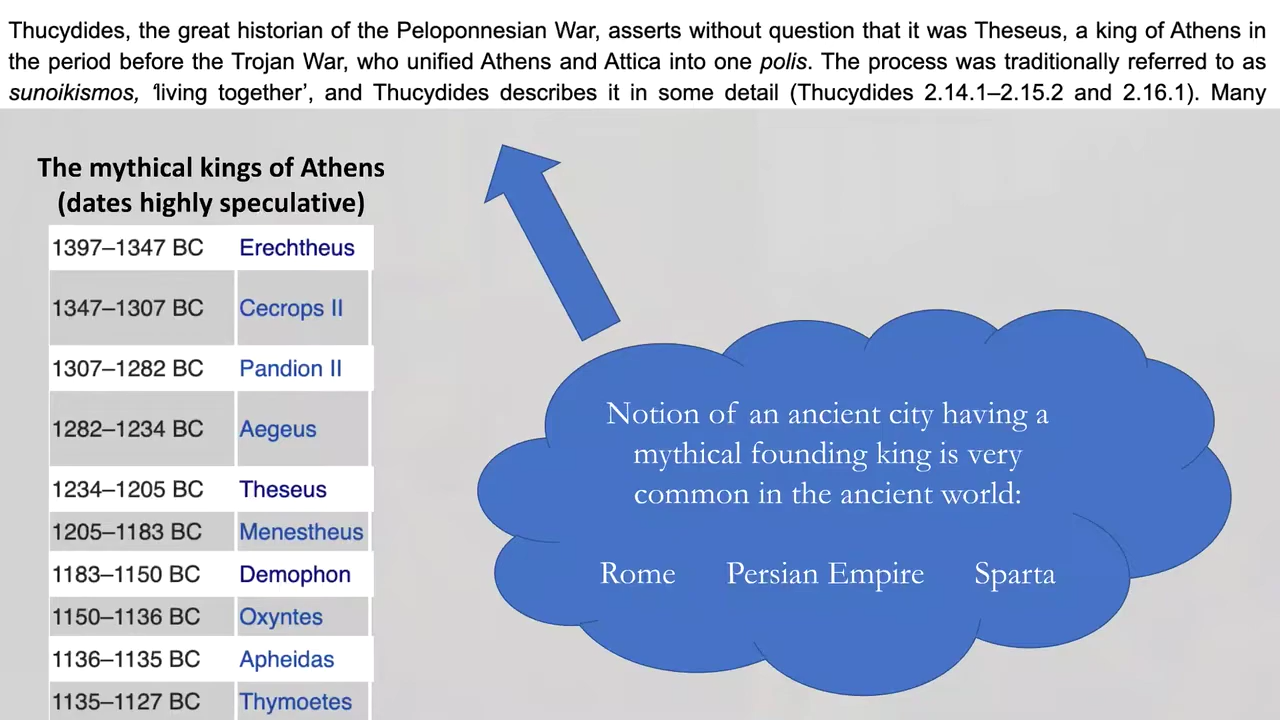 Thucydides, the great historian of the Peloponnesian War, asserts without question that it was Theseus, a king of Athens in
the period before the Trojan War, who unified Athens and Attica into one polis. The process was traditionally referred to as
sunoikismos, ‘living together’, and Thucydides describes it in some detail (Thucydides 2.14.1–2.15.2 and 2.16.1). Many
The mythical kings of Athens
(dates highly speculative)
1397–1347 BC Erechtheus
1347–1307 BC Cecrops II
1307–1282 BC Pandion II
1282–1234 BC Aegeus
1234–1205 BC Theseus
1205–1183 BC Menestheus
1183–1150 BC Demophon
1150–1136 BC Oxyntes
1136–1135 BC Apheidas
1135–1127 BC Thymoetes
Notion of an ancient city having a
mythical founding king is very
common in the ancient world:
Rome Persian Empire Sparta